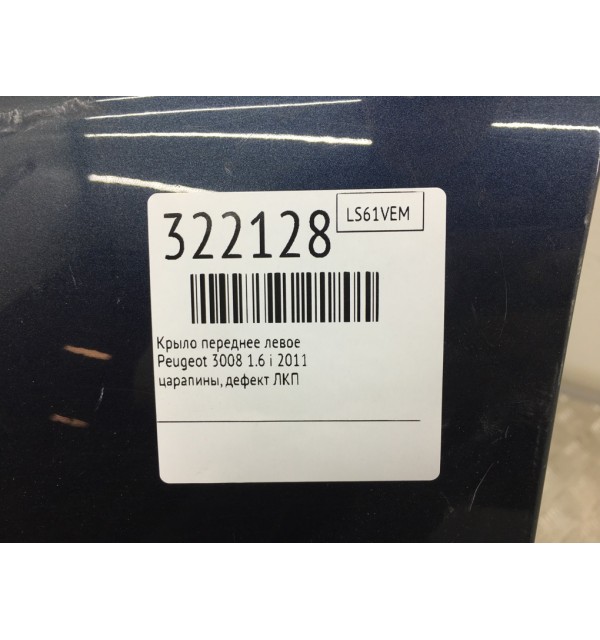 322128
LS61VEM
Крыло переднее левое
Peugeot 3008 1.6 i 2011
царапины, дефект ЛКП